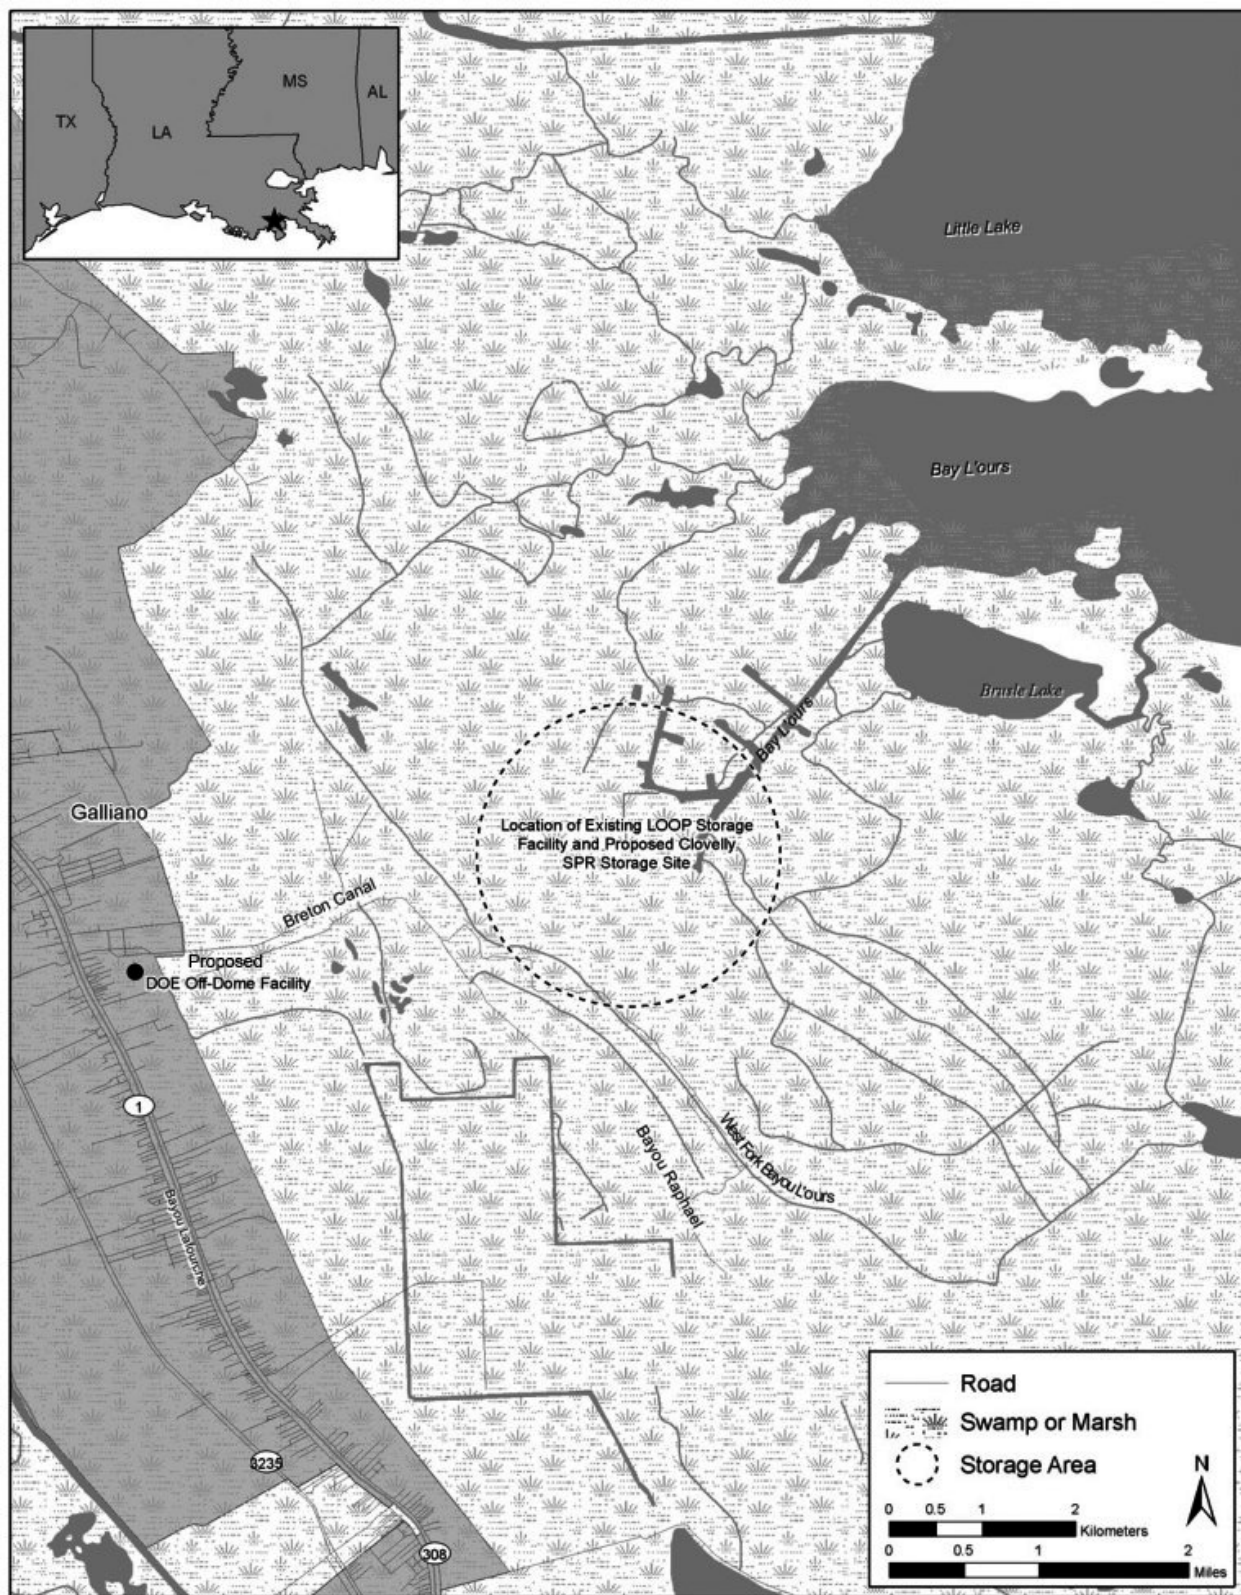 TX
LA
MS
AL
Little Lake
Bay L'ours
Brusle Lake
Bay L'ours
Galliano
Location of Existing LOOP Storage
Facility and Proposed Clovelly
SPR Storage Site
Breton Canal
Proposed
DOE Off-Dome Facility
1
Bayou Lafourche
Bayou Raphael
West Fork Bayou L'ours
3235
308
Road
Swamp or Marsh
Storage Area
N
0 0.5 1 2
Kilometers
0 0.5 1 2
Miles